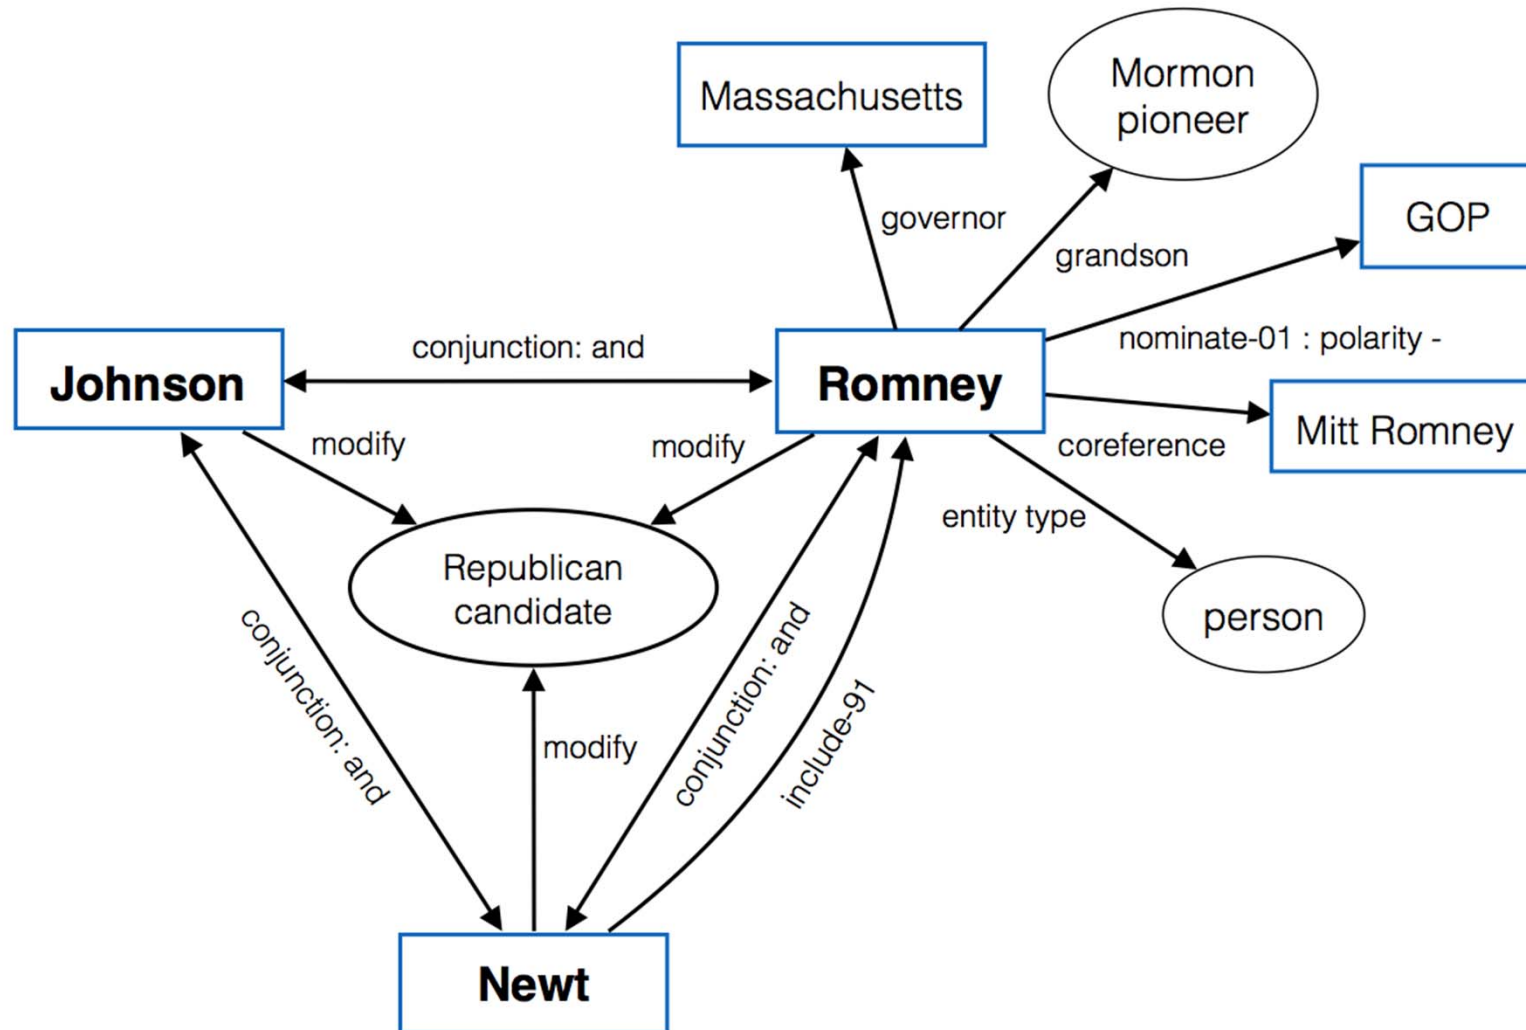 Mormon
pioneer
Massachusetts
GOP
governor
grandson
nominate-01 : polarity -
conjunction: and
Johnson
Romney
Mitt Romney
modify
modify
coreference
entity type
Republican
candidate
person
conjunction: and
conjunction: and
include-91
modify
Newt